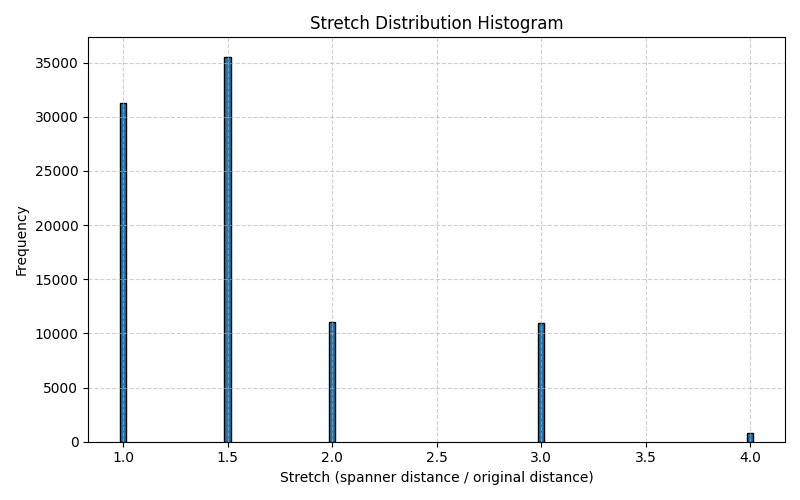 Stretch Distribution Histogram
Frequency
35000
30000
25000
20000
15000
10000
5000
0
1.0 1.5 2.0 2.5 3.0 3.5 4.0
Stretch (spanner distance / original distance)